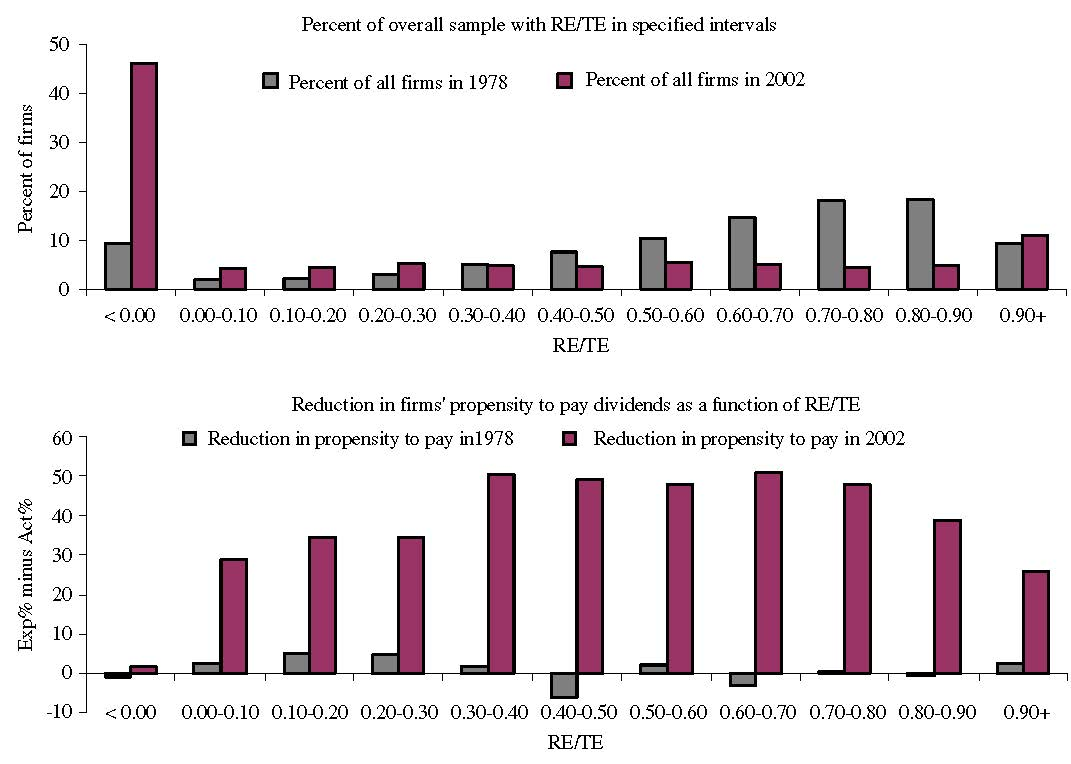 Percent of overall sample with RE/TE in specified intervals
50
Percent of all firms in 1978 Percent of all firms in 2002
40
30
20
10
0
Percent of firms
< 0.00 0.00-0.10 0.10-0.20 0.20-0.30 0.30-0.40 0.40-0.50 0.50-0.60 0.60-0.70 0.70-0.80 0.80-0.90 0.90+
RE/TE
Reduction in firms' propensity to pay dividends as a function of RE/TE
60
Reduction in propensity to pay in1978 Reduction in propensity to pay in 2002
50
40
30
20
10
0
-10
Exp% minus Act%
< 0.00 0.00-0.10 0.10-0.20 0.20-0.30 0.30-0.40 0.40-0.50 0.50-0.60 0.60-0.70 0.70-0.80 0.80-0.90 0.90+
RE/TE